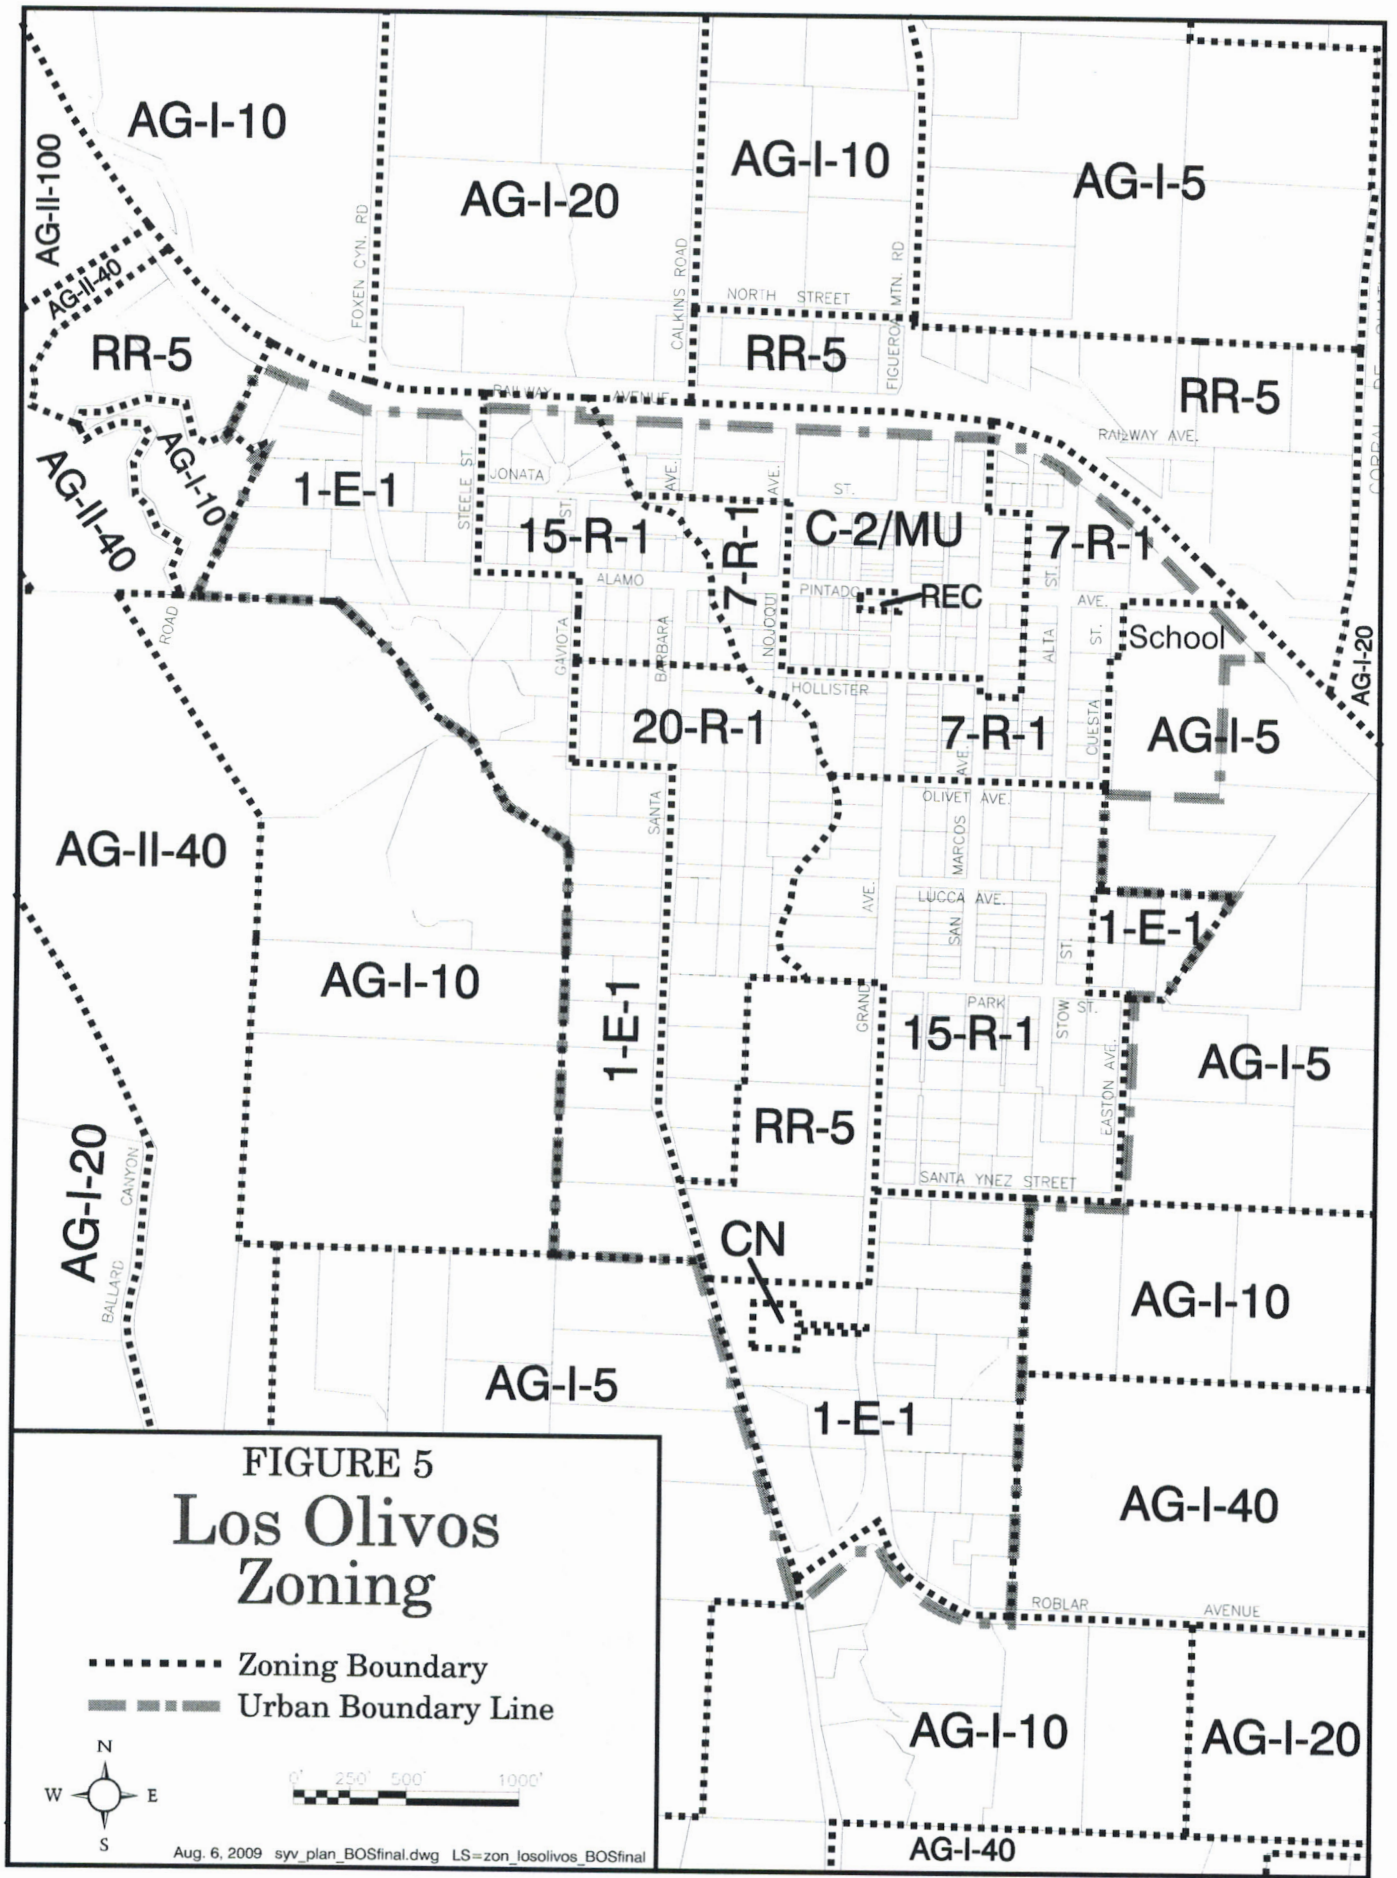 AG-I-10
AG-II-100
AG-I-20
AG-I-10
AG-I-5
AG-II-40
FOXEN CYN. RD
CALKINS ROAD
NORTH STREET
FIGUEROA MTN. RD
RR-5
RR-5
RR-5
RAILWAY AVENUE
RAILWAY AVE.
CORRAL DE
AG-I-10
AG-II-40
1-E-1
STEELE ST.
JONATA
ST.
AVE.
AVE.
ST.
15-R-1
7-R-1
C-2/MU
7-R-1
ALAMO
PINTADO
REC
ST.
AVE.
ROAD
GAVIOTA
BARBARA
NOJOQUI
ALTA
ST.
School
AG-I-20
HOLLISTER
20-R-1
7-R-1
AVE.
CUESTA
AG-I-5
OLIVET AVE.
SANTA
MARCOS
AG-II-40
LUCCA AVE.
AVE.
SAN
ST.
1-E-1
AG-I-10
1-E-1
GRAND
PARK
STOW
ST.
15-R-1
EASTON AVE.
AG-I-5
RR-5
AG-I-20
CANYON
BALLARD
SANTA YNEZ STREET
CN
AG-I-10
AG-I-5
1-E-1
AG-I-40
ROBLAR AVENUE
AG-I-10
AG-I-20
AG-I-40
FIGURE 5
Los Olivos
Zoning
Zoning Boundary
Urban Boundary Line
N
W E
S
0' 250' 500' 1000'
Aug. 6, 2009 syv_plan_BOSfinal.dwg LS=zon_losolivos_BOSfinal